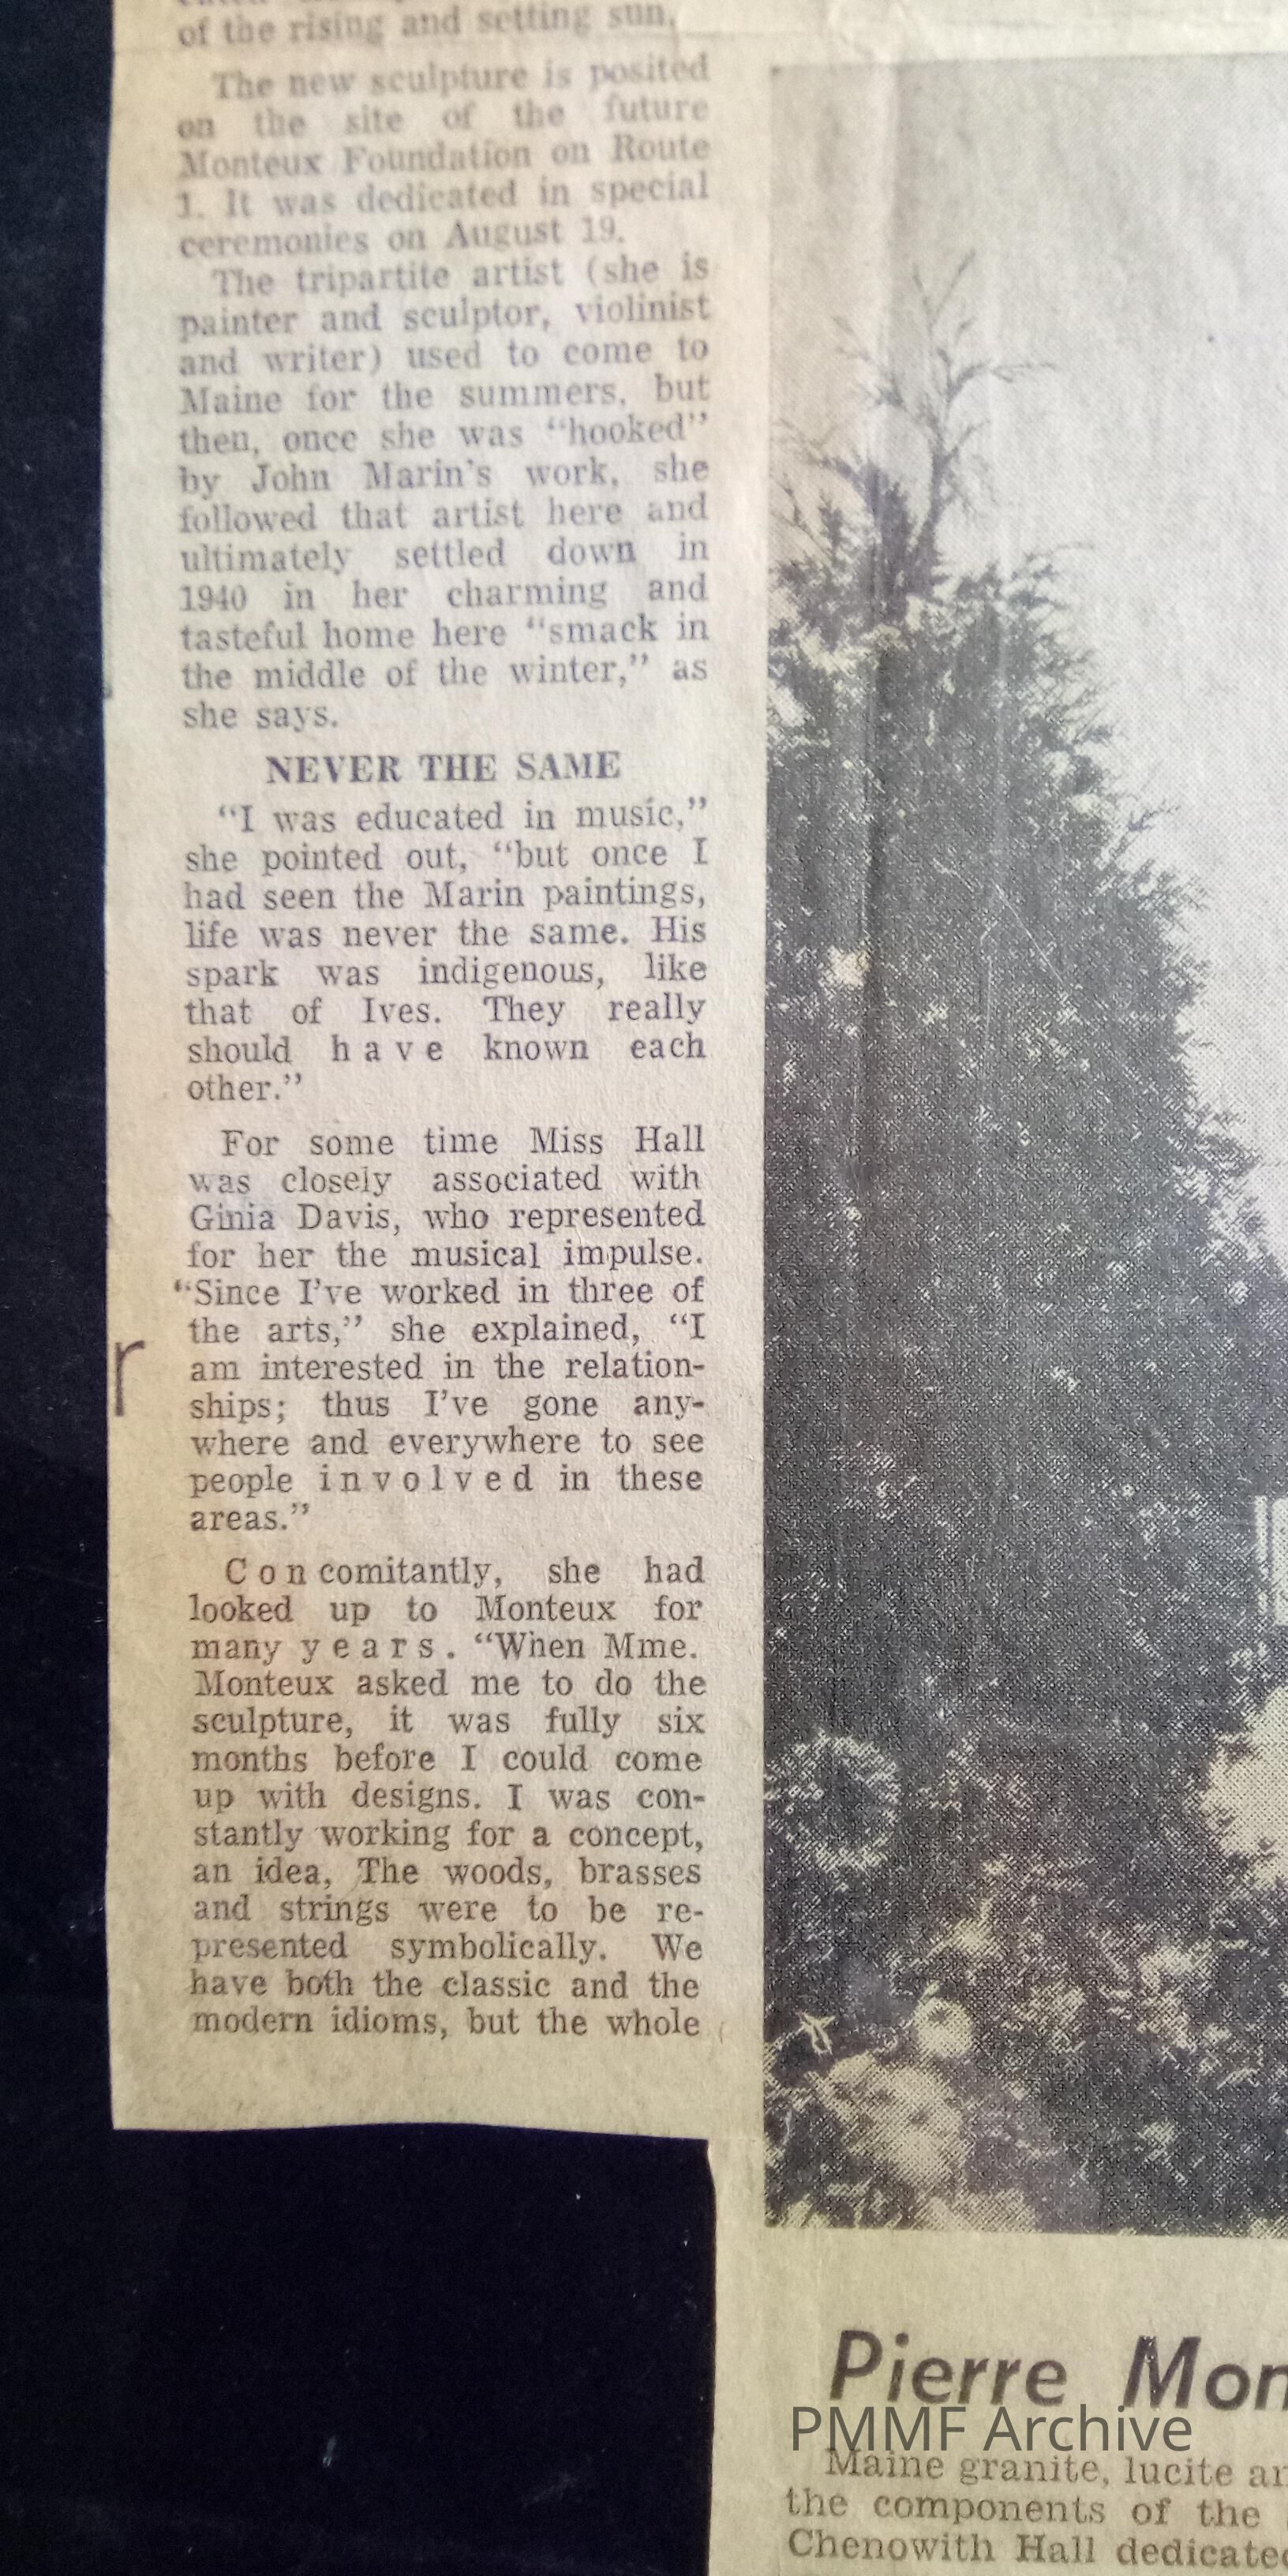 of the rising and setting sun.
The new sculpture is posited
on the site of the future
Monteux Foundation on Route
1. It was dedicated in special
ceremonies on August 19.
The tripartite artist (she is
painter and sculptor, violinist
and writer) used to come to
Maine for the summers, but
then, once she was “hooked”
by John Marin’s work, she
followed that artist here and
ultimately settled down in
1940 in her charming and
tasteful home here “smack in
the middle of the winter,” as
she says.
NEVER THE SAME
“I was educated in music,”
she pointed out, “but once I
had seen the Marin paintings,
life was never the same. His
spark was indigenous, like
that of Ives. They really
should have known each
other.”
For some time Miss Hall
was closely associated with
Ginia Davis, who represented
for her the musical impulse.
“Since I’ve worked in three of
the arts,” she explained, “I
am interested in the relation-
ships; thus I’ve gone any-
where and everywhere to see
people involved in these
areas.”
Concomitantly, she had
looked up to Monteux for
many years. “When Mme.
Monteux asked me to do the
sculpture, it was fully six
months before I could come
up with designs. I was con-
stantly working for a concept,
an idea, The woods, brasses
and strings were to be re-
presented symbolically. We
have both the classic and the
modern idioms, but the whole
r
Pierre Mon
PMMF Archive
Maine granite, lucite an
the components of the
Chenowith Hall dedicate